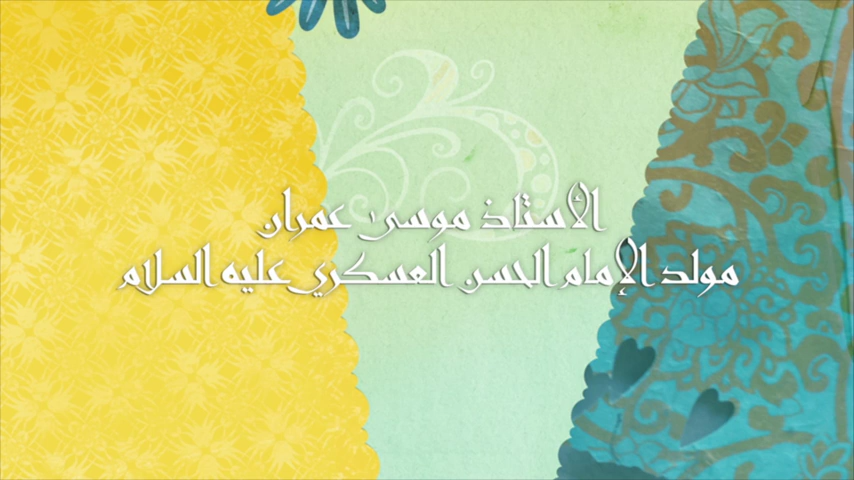 الأستاذ موسى عمران
مولد الإمام الحسن العسكري عليه السلام